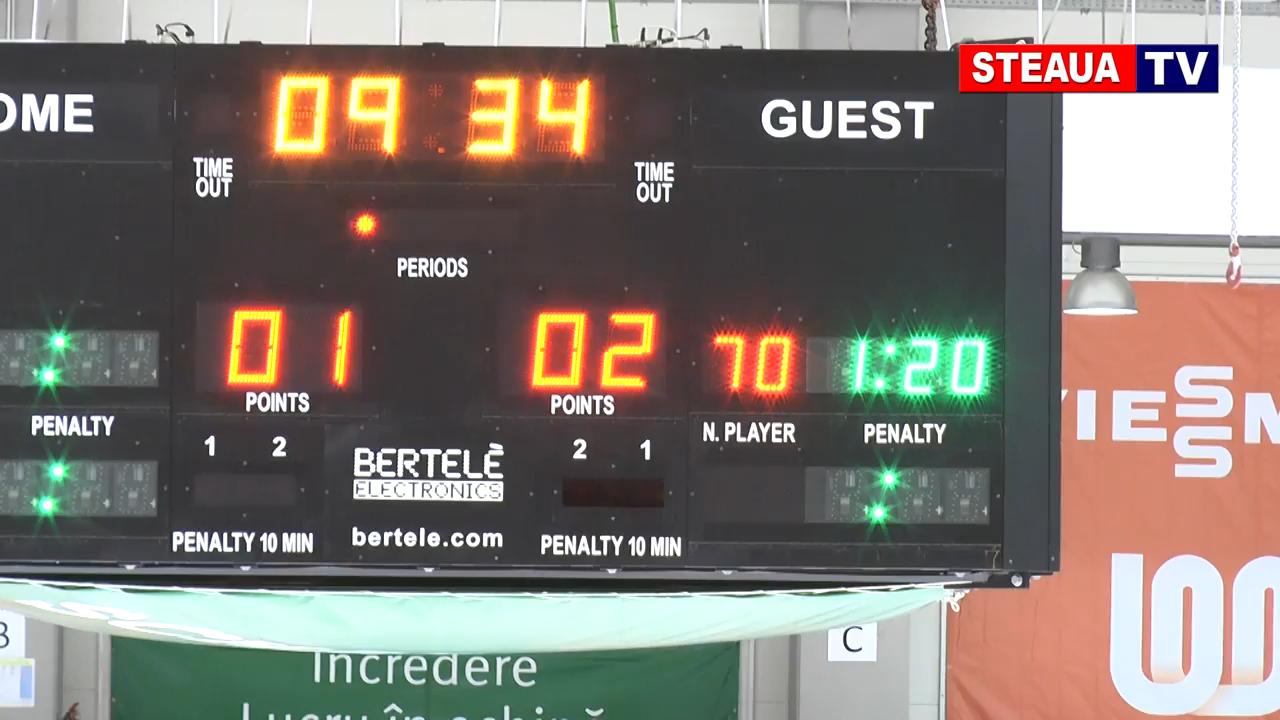 STEAUA TV
OME
09:34
GUEST
TIME
OUT
TIME
OUT
PERIODS
01
02
70
1:20
POINTS
POINTS
PENALTY
N. PLAYER
PENALTY
1 2
2 1
BERTELÈ
ELECTRONICS
bertele.com
PENALTY 10 MIN
PENALTY 10 MIN
B
C
Încredere